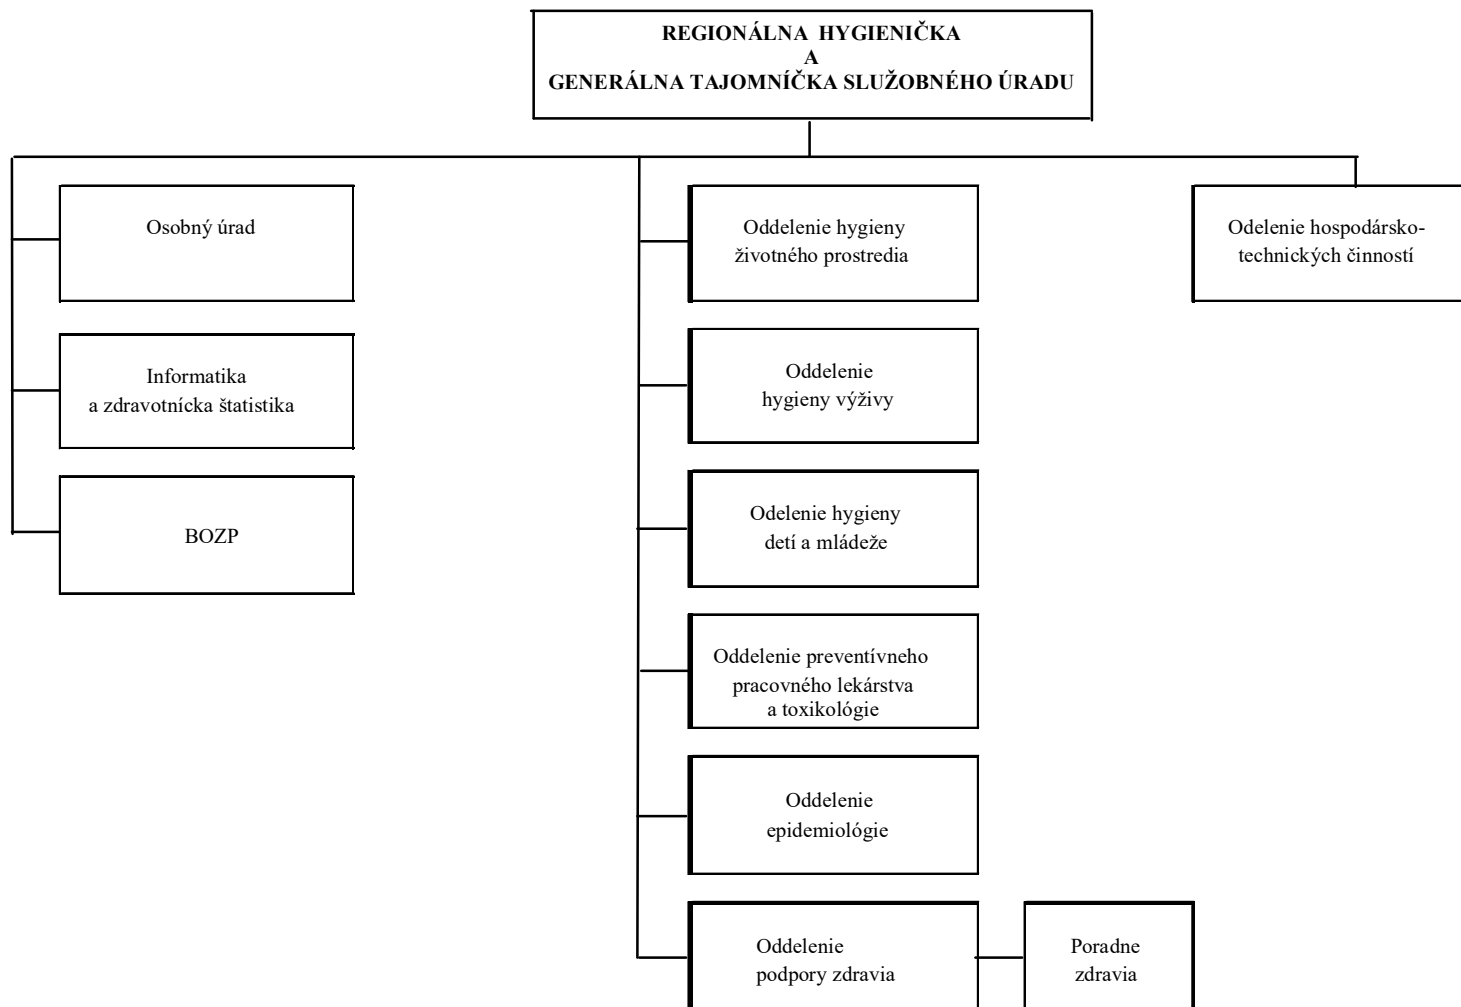 REGIONÁLNA HYGIENIČKA
A
GENERÁLNA TAJOMNÍČKA SLUŽOBNÉHO ÚRADU
Osobný úrad
Informatika
a zdravotnícka štatistika
BOZP
Oddelenie hygieny
životného prostredia
Oddelenie
hygieny výživy
Odelenie hygieny
detí a mládeže
Oddelenie preventívneho
pracovného lekárstva
a toxikológie
Oddelenie
epidemiológie
Oddelenie
podpory zdravia
Poradne
zdravia
Odelenie hospodársko-
technických činností